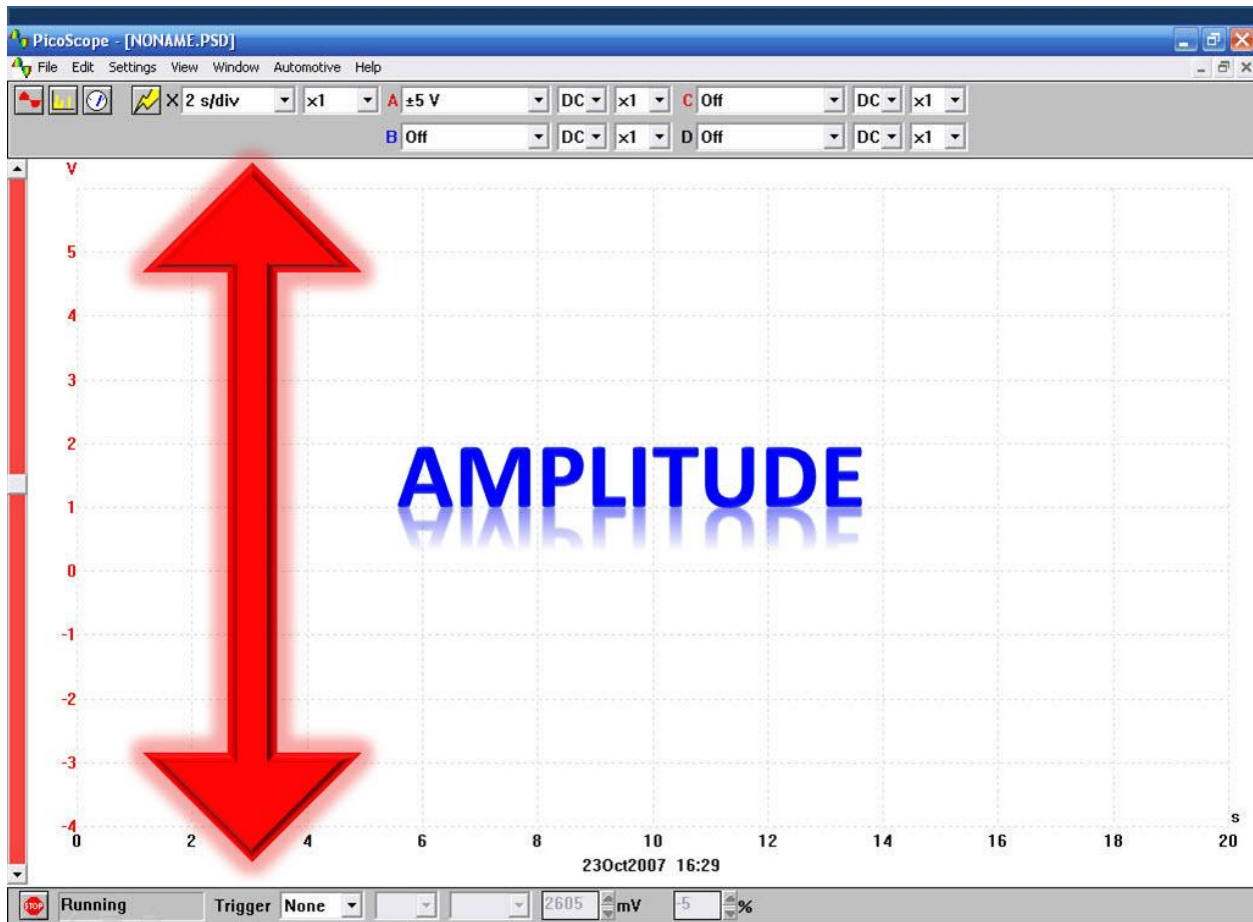 PicoScope - [NONAME.PSD]
File Edit Settings View Window Automotive Help
X 2 s/div x1 A ±5 V DC x1 C Off DC x1
B Off DC x1 D Off DC x1
V
5
4
3
2
AMPLITUDE
1
0
-1
-2
-3
-4
0 2 4 6 8 10 12 14 16 18 20
s
23Oct2007 16:29
STOP Running Trigger None 2605 mV -5 %